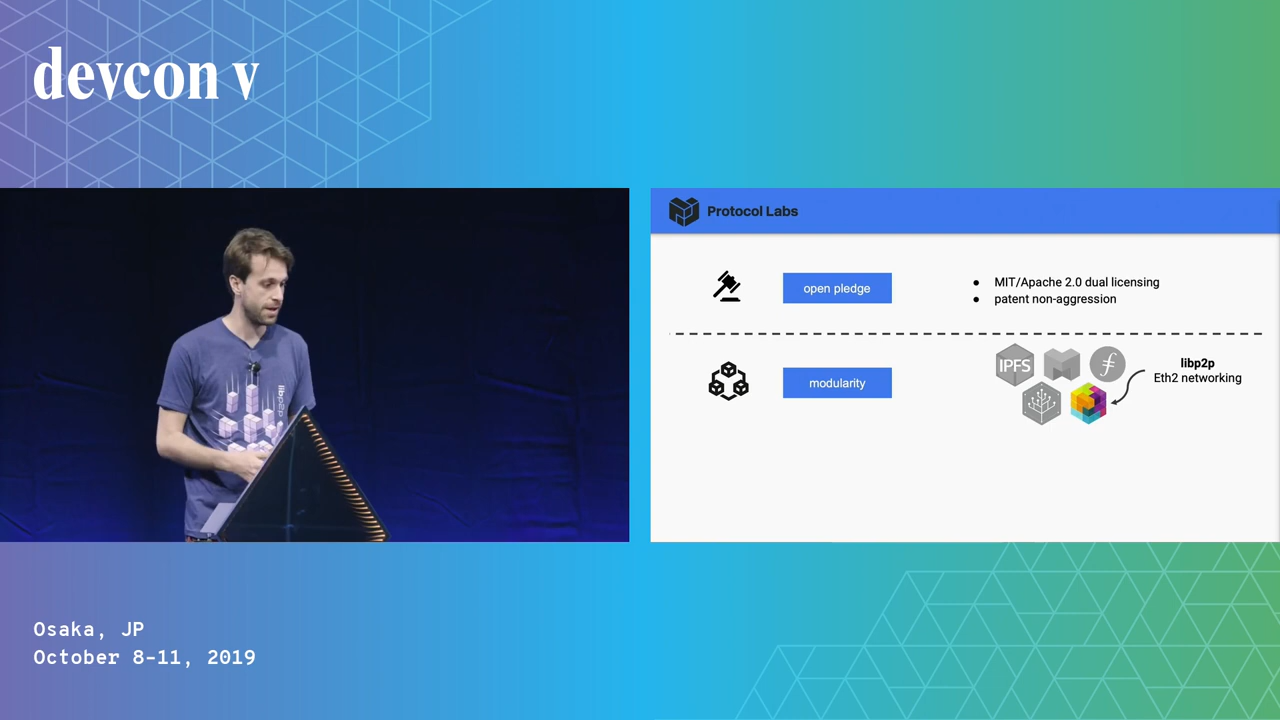 devcon v
libp2p
Protocol Labs
open pledge
● MIT/Apache 2.0 dual licensing
● patent non-aggression
modularity
IPFS
libp2p
Eth2 networking
Osaka, JP
October 8-11, 2019